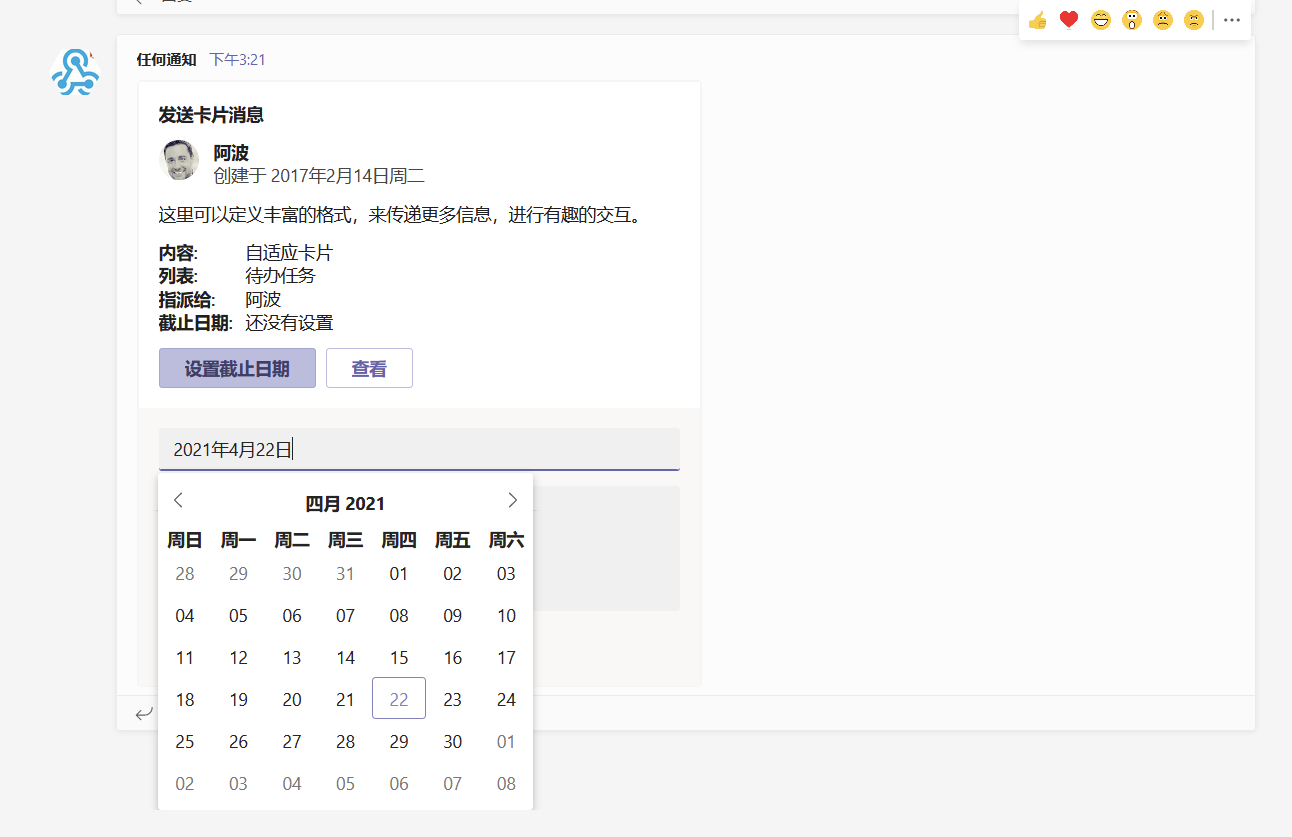 任何通知 下午3:21
发送卡片消息
阿波
创建于 2017年2月14日周二
这里可以定义丰富的格式，来传递更多信息，进行有趣的交互。
内容: 自适应卡片
列表: 待办任务
指派给: 阿波
截止日期: 还没有设置
设置截止日期 查看
2021年4月22日
四月 2021
周日 周一 周二 周三 周四 周五 周六
28 29 30 31 01 02 03
04 05 06 07 08 09 10
11 12 13 14 15 16 17
18 19 20 21 22 23 24
25 26 27 28 29 30 01
02 03 04 05 06 07 08